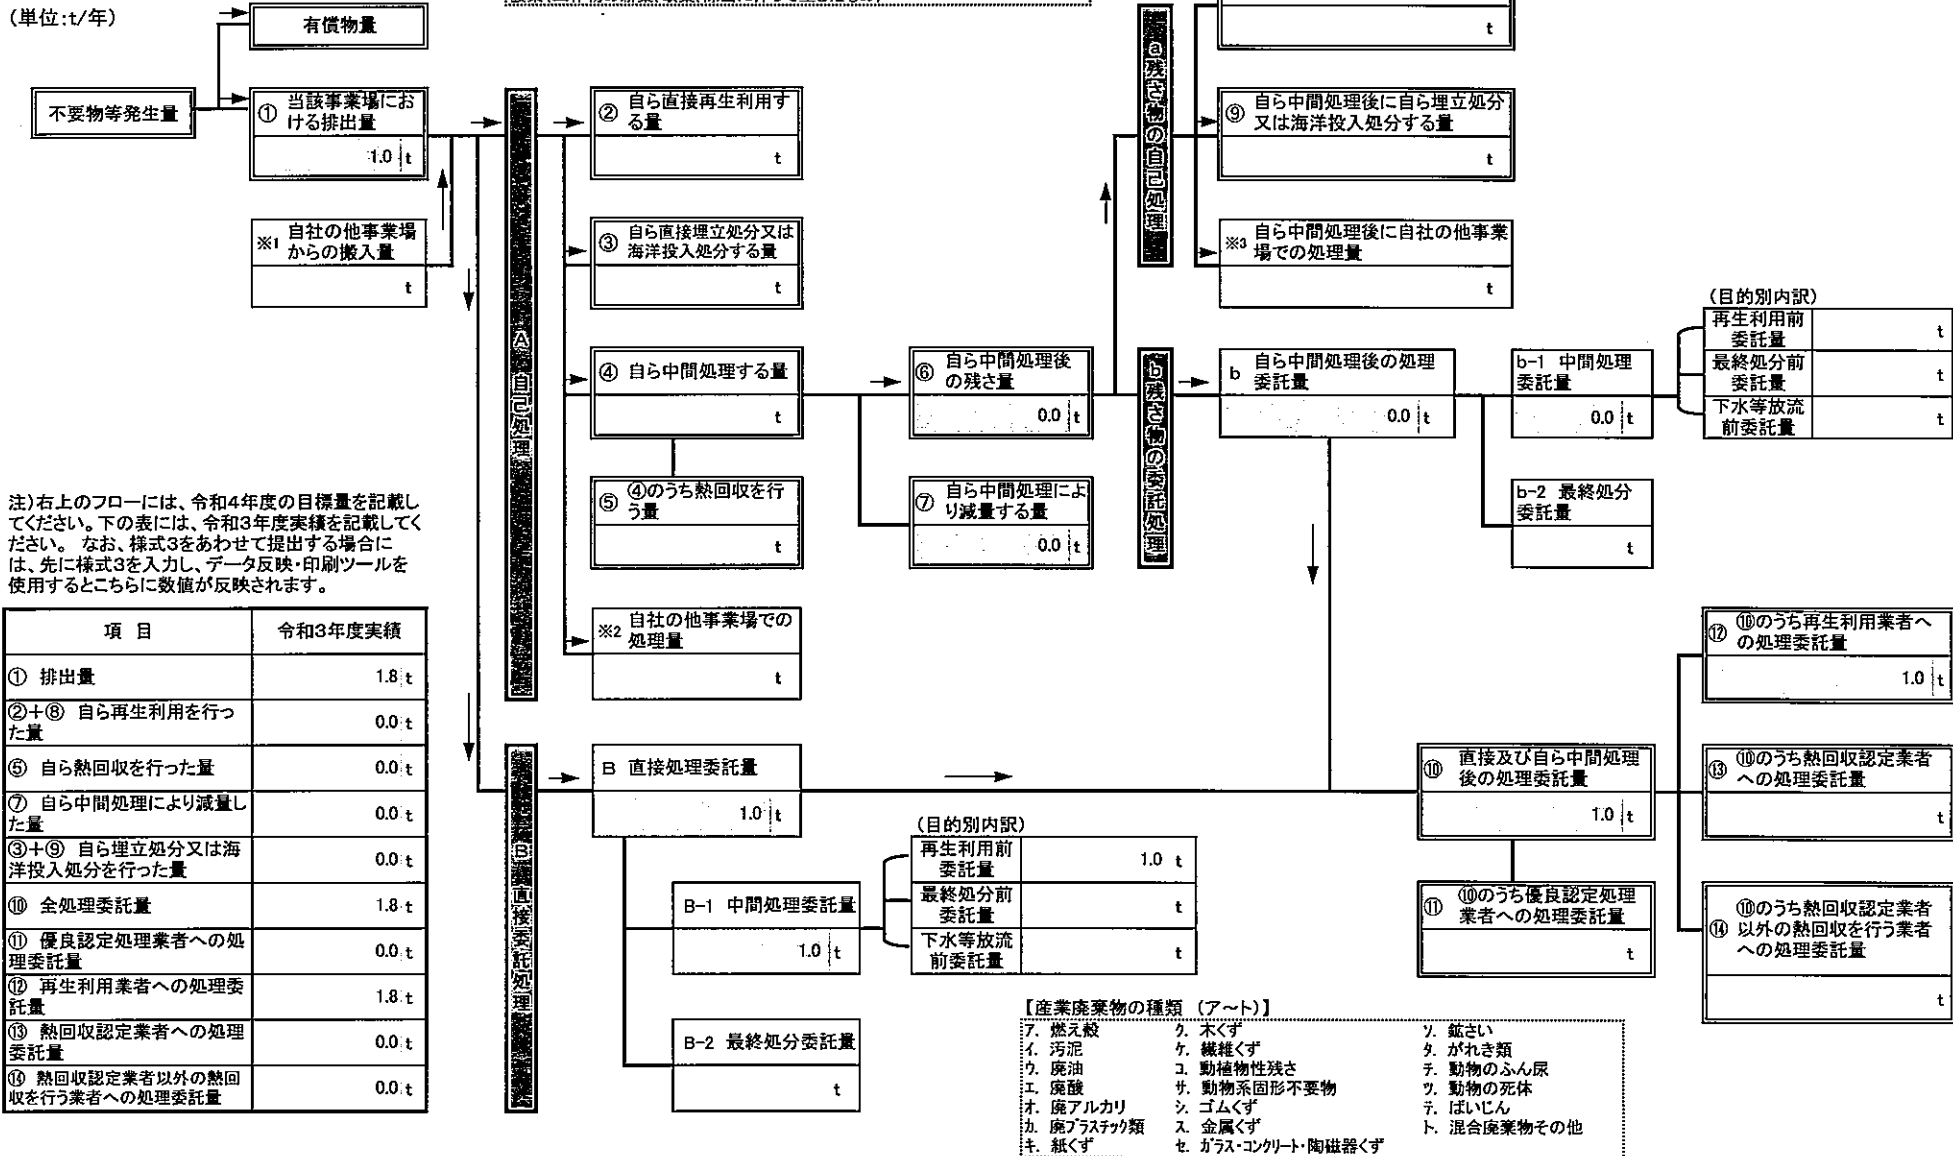 (単位:t/年)
有償物量
不要物等発生量
① 当該事業場にお
ける排出量
1.0 t
※1 自社の他事業場
からの搬入量
t
A 自己処理
② 自ら直接再生利用す
る量
t
③ 自ら直接埋立処分又は
海洋投入処分する量
t
④ 自ら中間処理する量
t
⑤ ④のうち熱回収を行
う量
t
※2 自社の他事業場での
処理量
t
⑥ 自ら中間処理後
の残さ量
0.0 t
⑦ 自ら中間処理によ
り減量する量
0.0 t
a 残さ物の自己処理
t
⑨ 自ら中間処理後に自ら埋立処分
又は海洋投入処分する量
t
※3 自ら中間処理後に自社の他事業
場での処理量
t
b 残さ物の委託処理
b 自ら中間処理後の処理
委託量
0.0 t
b-1 中間処理
委託量
0.0 t
(目的別内訳)
再生利用前
委託量 t
最終処分前
委託量 t
下水等放流
前委託量 t
b-2 最終処分
委託量
t
注)右上のフローには、令和4年度の目標量を記載し
てください。下の表には、令和3年度実績を記載してく
ださい。 なお、様式3をあわせて提出する場合に
は、先に様式3を入力し、データ反映・印刷ツールを
使用するとこちらに数値が反映されます。
項 目 令和3年度実績
① 排出量 1.8 t
②+⑧ 自ら再生利用を行っ
た量 0.0 t
⑤ 自ら熱回収を行った量 0.0 t
⑦ 自ら中間処理により減量し
た量 0.0 t
③+⑨ 自ら埋立処分又は海
洋投入処分を行った量 0.0 t
⑩ 全処理委託量 1.8 t
⑪ 優良認定処理業者への処
理委託量 0.0 t
⑫ 再生利用業者への処理委
託量 1.8 t
⑬ 熱回収認定業者への処理
委託量 0.0 t
⑭ 熱回収認定業者以外の熱回
収を行う業者への処理委託量 0.0 t
B 直接委託処理
B 直接処理委託量
1.0 t
B-1 中間処理委託量
1.0 t
(目的別内訳)
再生利用前
委託量 1.0 t
最終処分前
委託量 t
下水等放流
前委託量 t
B-2 最終処分委託量
t
⑩ 直接及び自ら中間処理
後の処理委託量
1.0 t
⑪ ⑩のうち優良認定処理
業者への処理委託量
t
⑫ ⑩のうち再生利用業者へ
の処理委託量
1.0 t
⑬ ⑩のうち熱回収認定業者
への処理委託量
t
⑭ ⑩のうち熱回収認定業者
以外の熱回収を行う業者
への処理委託量
t
【産業廃棄物の種類 (ア～ト)】
ア. 燃え殻 ク. 木くず ソ. 鉱さい
イ. 汚泥 ケ. 繊維くず タ. がれき類
ウ. 廃油 コ. 動植物性残さ チ. 動物のふん尿
エ. 廃酸 サ. 動物系固形不要物 ツ. 動物の死体
オ. 廃アルカリ シ. ゴムくず テ. ばいじん
カ. 廃プラスチック類 ス. 金属くず ト. 混合廃棄物その他
キ. 紙くず セ. ガラス・コンクリート・陶磁器くず